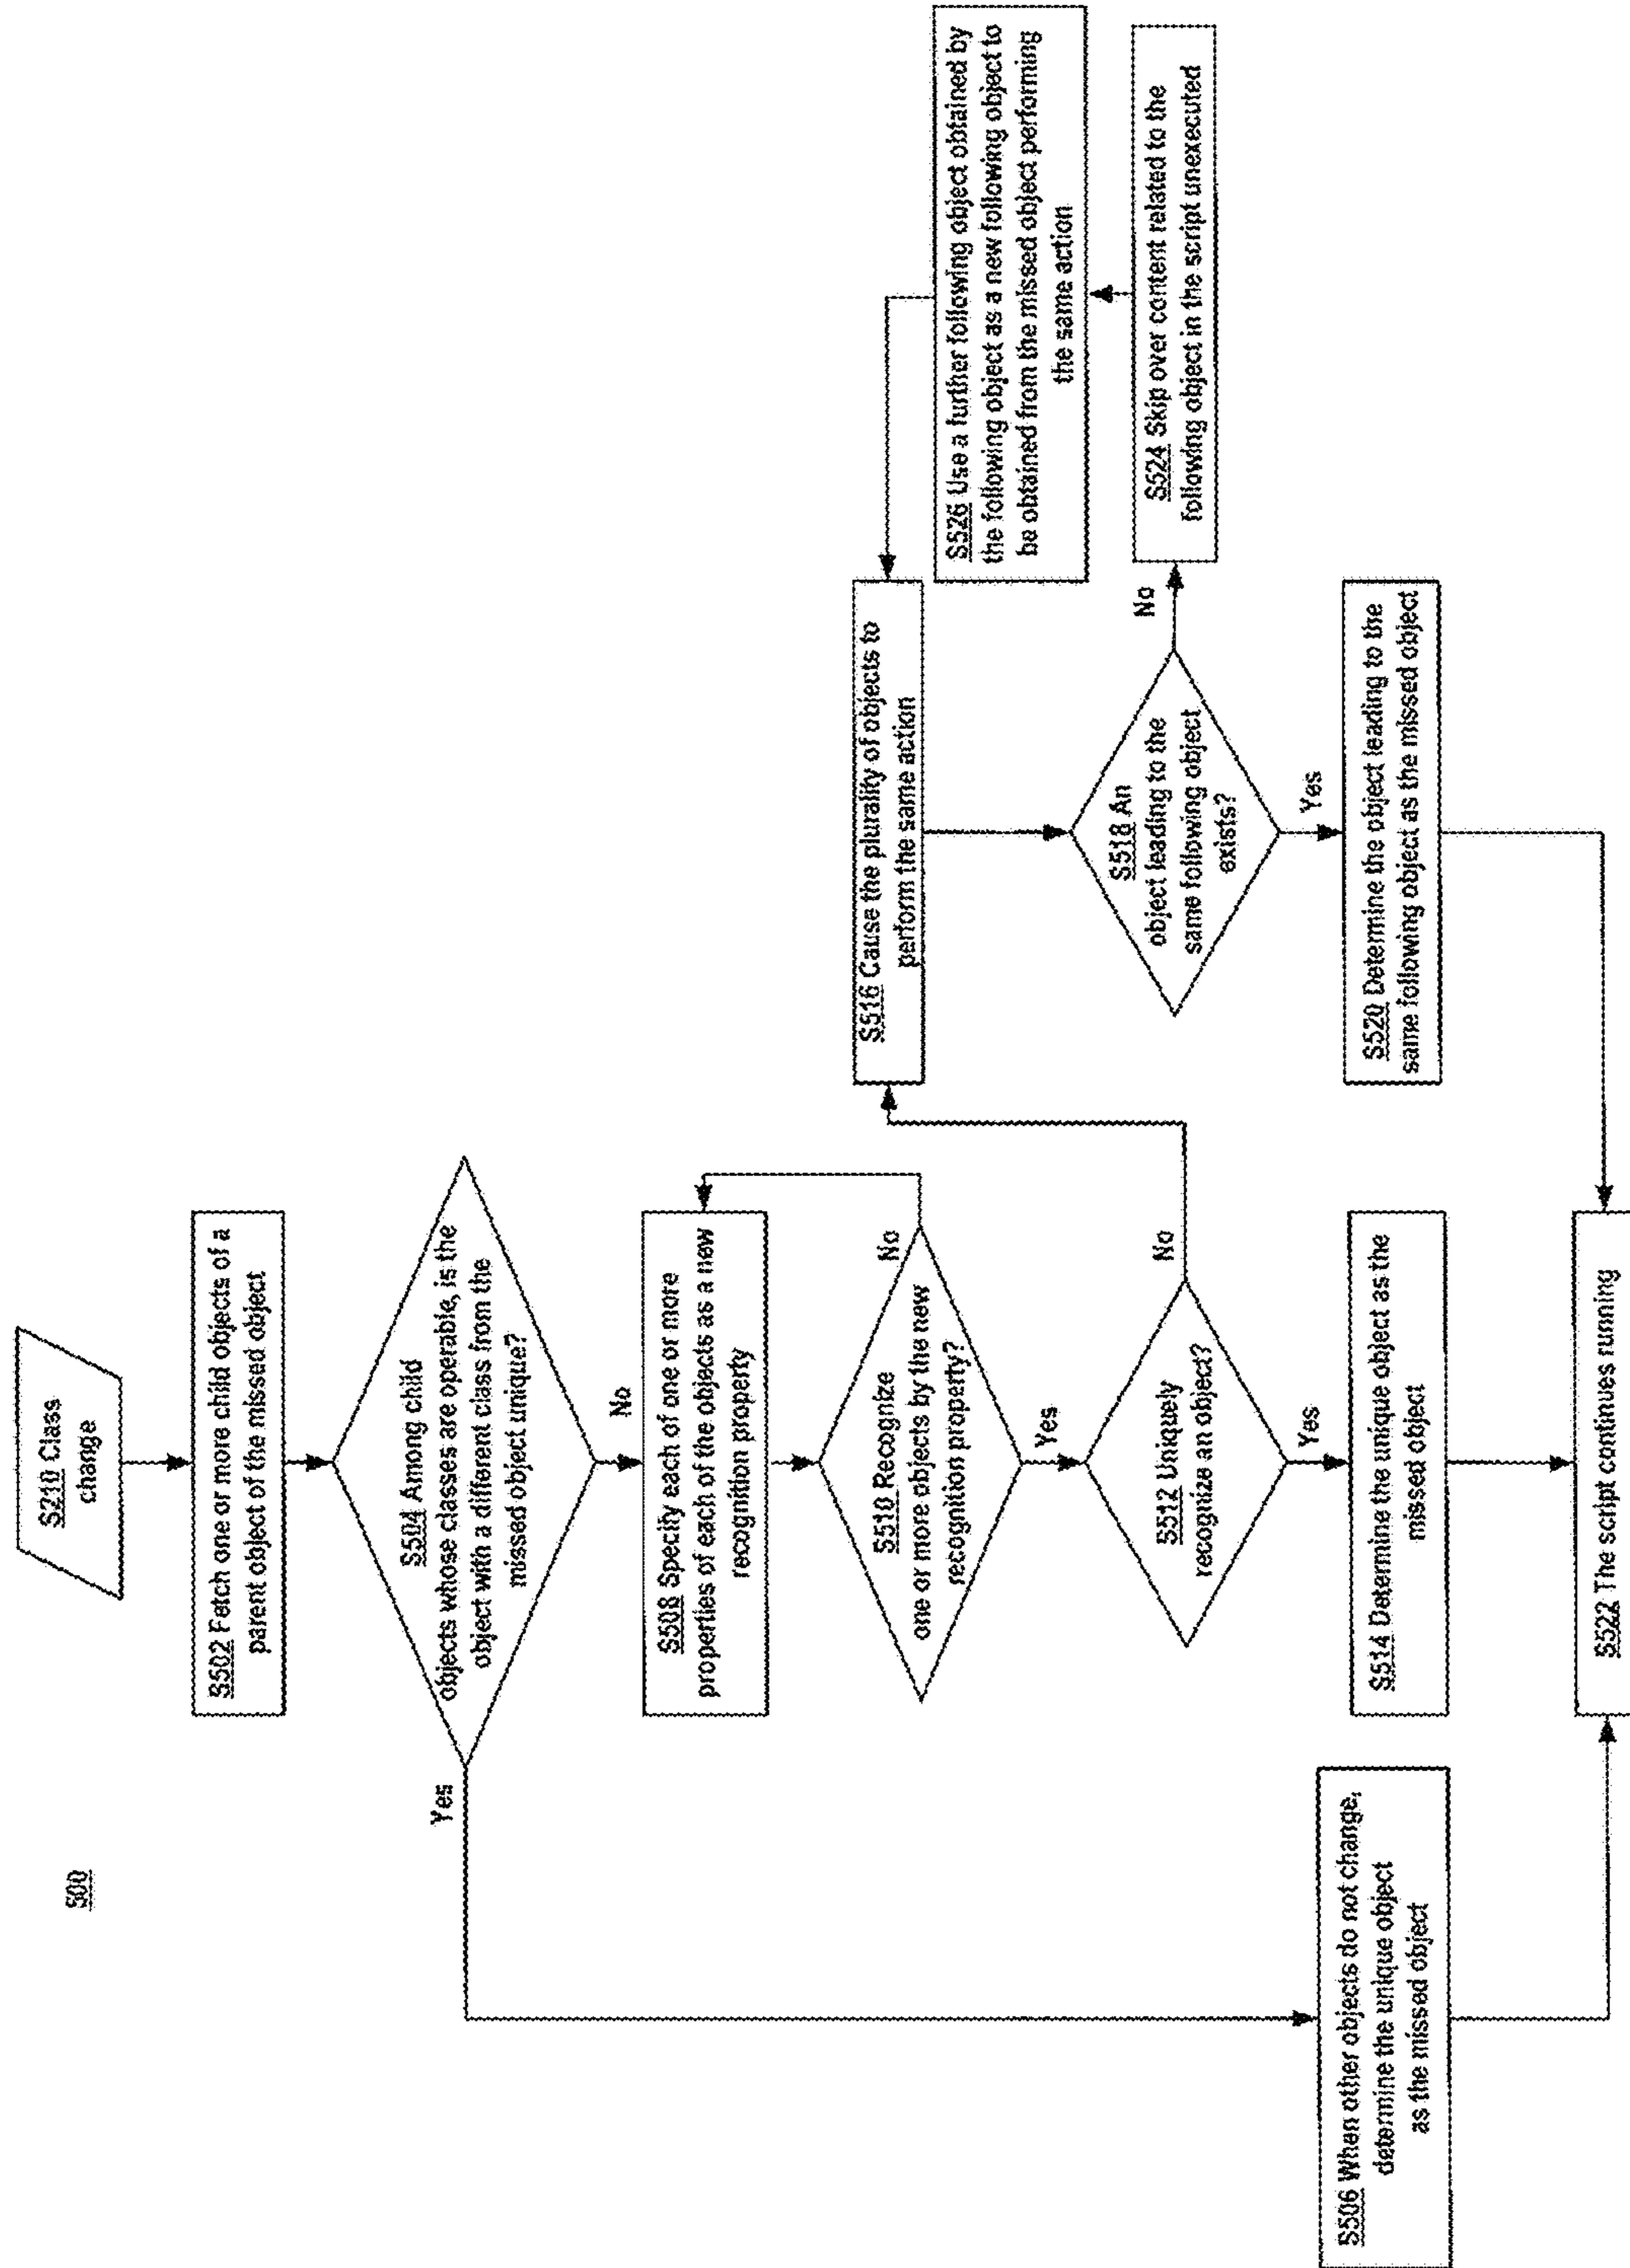 500
S210 Class
change
S502 Fetch one or more child objects of a
parent object of the missed object
S504 Among child
objects whose classes are operable, is the
object with a different class from the
missed object unique?
Yes
No
S508 Specify each of one or more
properties of each of the objects as a new
recognition property
S510 Recognize
one or more objects by the new
recognition property?
No
Yes
S512 Uniquely
recognize an object?
No
Yes
S514 Determine the unique object as the
missed object
S506 When other objects do not change,
determine the unique object
as the missed object
S516 Cause the plurality of objects to
perform the same action
S518 An
object leading to the
same following object
exists?
No
Yes
S520 Determine the object leading to the
same following object as the missed object
S524 Skip over content related to the
following object in the script unexecuted
S526 Use a further following object obtained by
the following object as a new following object to
be obtained from the missed object performing
the same action
S522 The script continues running